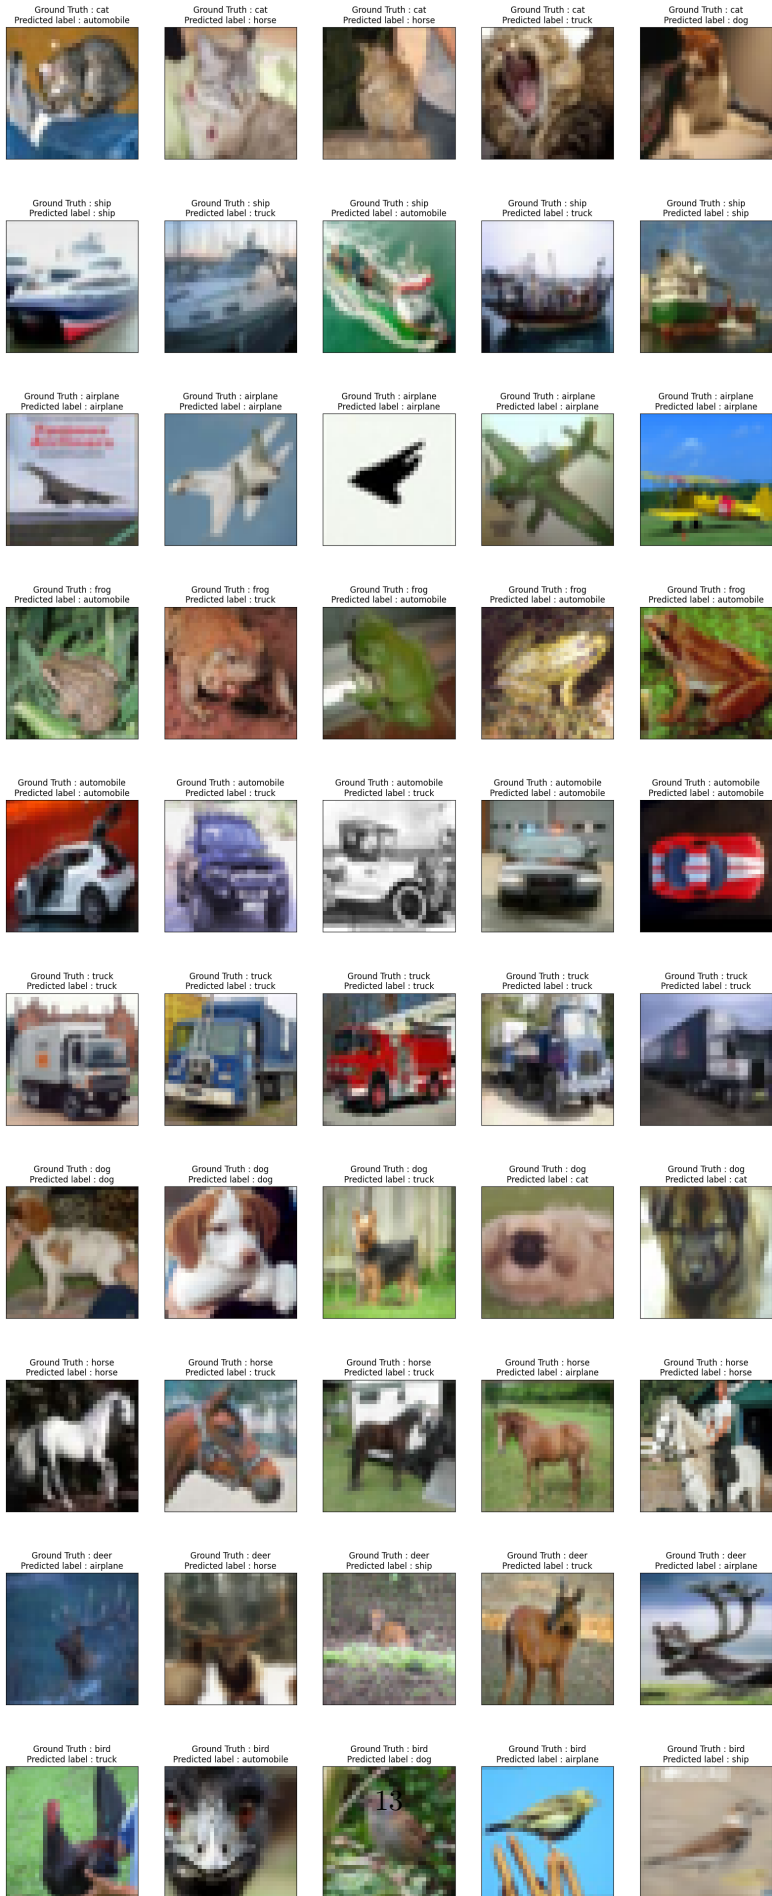 Ground Truth : cat
Predicted label : automobile
Ground Truth : cat
Predicted label : horse
Ground Truth : cat
Predicted label : horse
Ground Truth : cat
Predicted label : truck
Ground Truth : cat
Predicted label : dog
Ground Truth : ship
Predicted label : ship
Ground Truth : ship
Predicted label : truck
Ground Truth : ship
Predicted label : automobile
Ground Truth : ship
Predicted label : truck
Ground Truth : ship
Predicted label : ship
Ground Truth : airplane
Predicted label : airplane
Ground Truth : airplane
Predicted label : airplane
Ground Truth : airplane
Predicted label : airplane
Ground Truth : airplane
Predicted label : airplane
Ground Truth : airplane
Predicted label : airplane
Ground Truth : frog
Predicted label : automobile
Ground Truth : frog
Predicted label : truck
Ground Truth : frog
Predicted label : automobile
Ground Truth : frog
Predicted label : automobile
Ground Truth : frog
Predicted label : automobile
Ground Truth : automobile
Predicted label : automobile
Ground Truth : automobile
Predicted label : truck
Ground Truth : automobile
Predicted label : truck
Ground Truth : automobile
Predicted label : automobile
Ground Truth : automobile
Predicted label : automobile
Ground Truth : truck
Predicted label : truck
Ground Truth : truck
Predicted label : truck
Ground Truth : truck
Predicted label : truck
Ground Truth : truck
Predicted label : truck
Ground Truth : truck
Predicted label : truck
Ground Truth : dog
Predicted label : dog
Ground Truth : dog
Predicted label : dog
Ground Truth : dog
Predicted label : truck
Ground Truth : dog
Predicted label : cat
Ground Truth : dog
Predicted label : cat
Ground Truth : horse
Predicted label : horse
Ground Truth : horse
Predicted label : truck
Ground Truth : horse
Predicted label : truck
Ground Truth : horse
Predicted label : airplane
Ground Truth : horse
Predicted label : horse
Ground Truth : deer
Predicted label : airplane
Ground Truth : deer
Predicted label : horse
Ground Truth : deer
Predicted label : ship
Ground Truth : deer
Predicted label : truck
Ground Truth : deer
Predicted label : airplane
Ground Truth : bird
Predicted label : truck
Ground Truth : bird
Predicted label : automobile
Ground Truth : bird
Predicted label : dog
Ground Truth : bird
Predicted label : airplane
Ground Truth : bird
Predicted label : ship
13